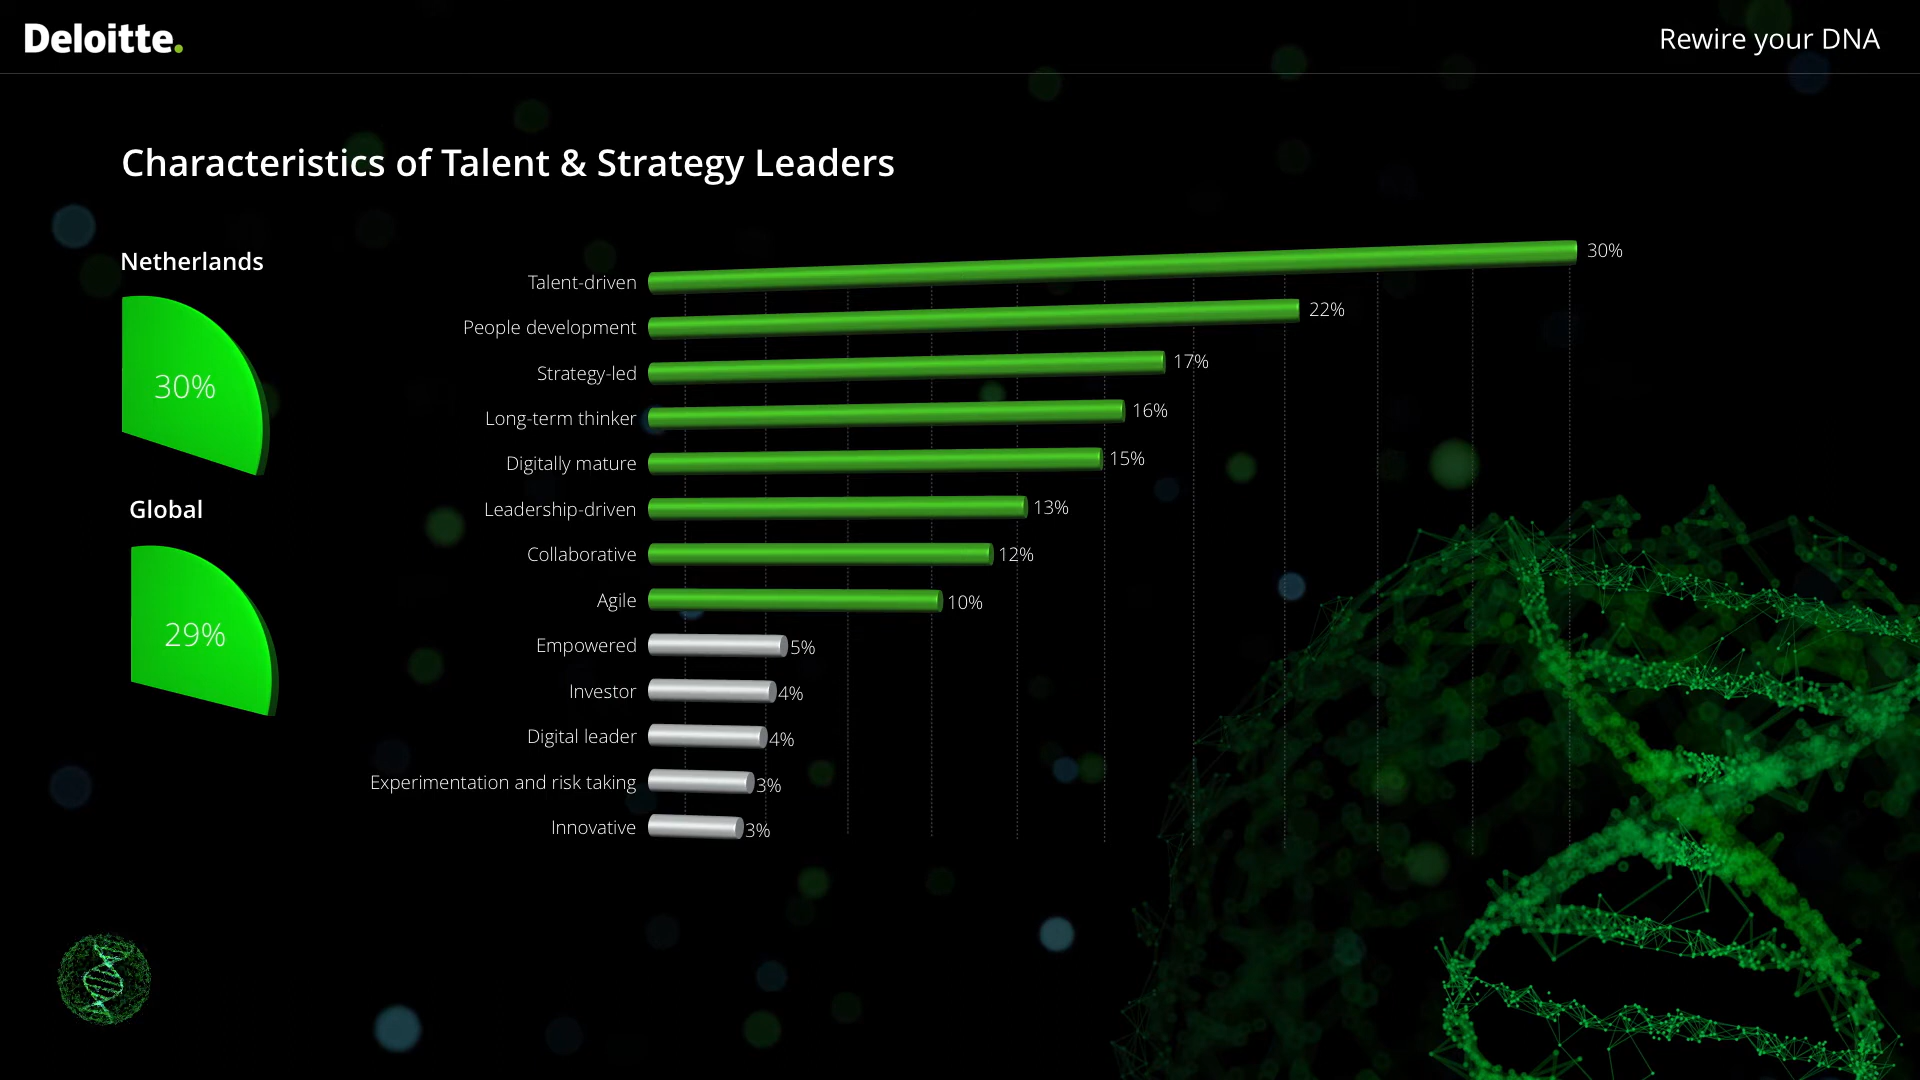 Deloitte.
Rewire your DNA
Characteristics of Talent & Strategy Leaders
Netherlands
30%
Global
29%
Talent-driven 30%
People development 22%
Strategy-led 17%
Long-term thinker 16%
Digitally mature 15%
Leadership-driven 13%
Collaborative 12%
Agile 10%
Empowered 5%
Investor 4%
Digital leader 4%
Experimentation and risk taking 3%
Innovative 3%